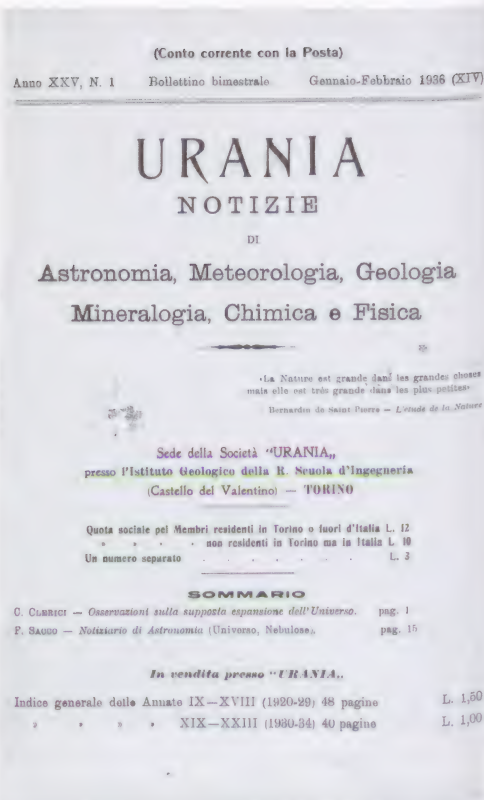 (Conto corrente con la Posta)
Anno XXV, N. 1 Bollettino bimestrale Gennaio-Febbraio 1936 (XIV)
URANIA
NOTIZIE
DI
Astronomia, Meteorologia, Geologia
Mineralogia, Chimica e Fisica
«La Nature est grande dans les grandes choses
mais elle est très grande dans les plus petites»
Bernardin de Saint Pierre — L'étude de la Nature
Sede della Società "URANIA„
presso l'Istituto Geologico della R. Scuola d'Ingegneria
(Castello del Valentino) — TORINO
Quota sociale pei Membri residenti in Torino o fuori d'Italia L. 12
» » » non residenti in Torino ma in Italia L. 10
Un numero separato . . . . . . L. 3
SOMMARIO
C. CLERICI — Osservazioni sulla supposta espansione dell'Universo. pag. 1
F. SACCO — Notiziario di Astronomia (Universo, Nebulose). pag. 15
In vendita presso "URANIA„
Indice generale delle Annate IX—XVIII (1920-29) 48 pagine L. 1,50
» » » » XIX—XXIII (1930-34) 40 pagine L. 1,00